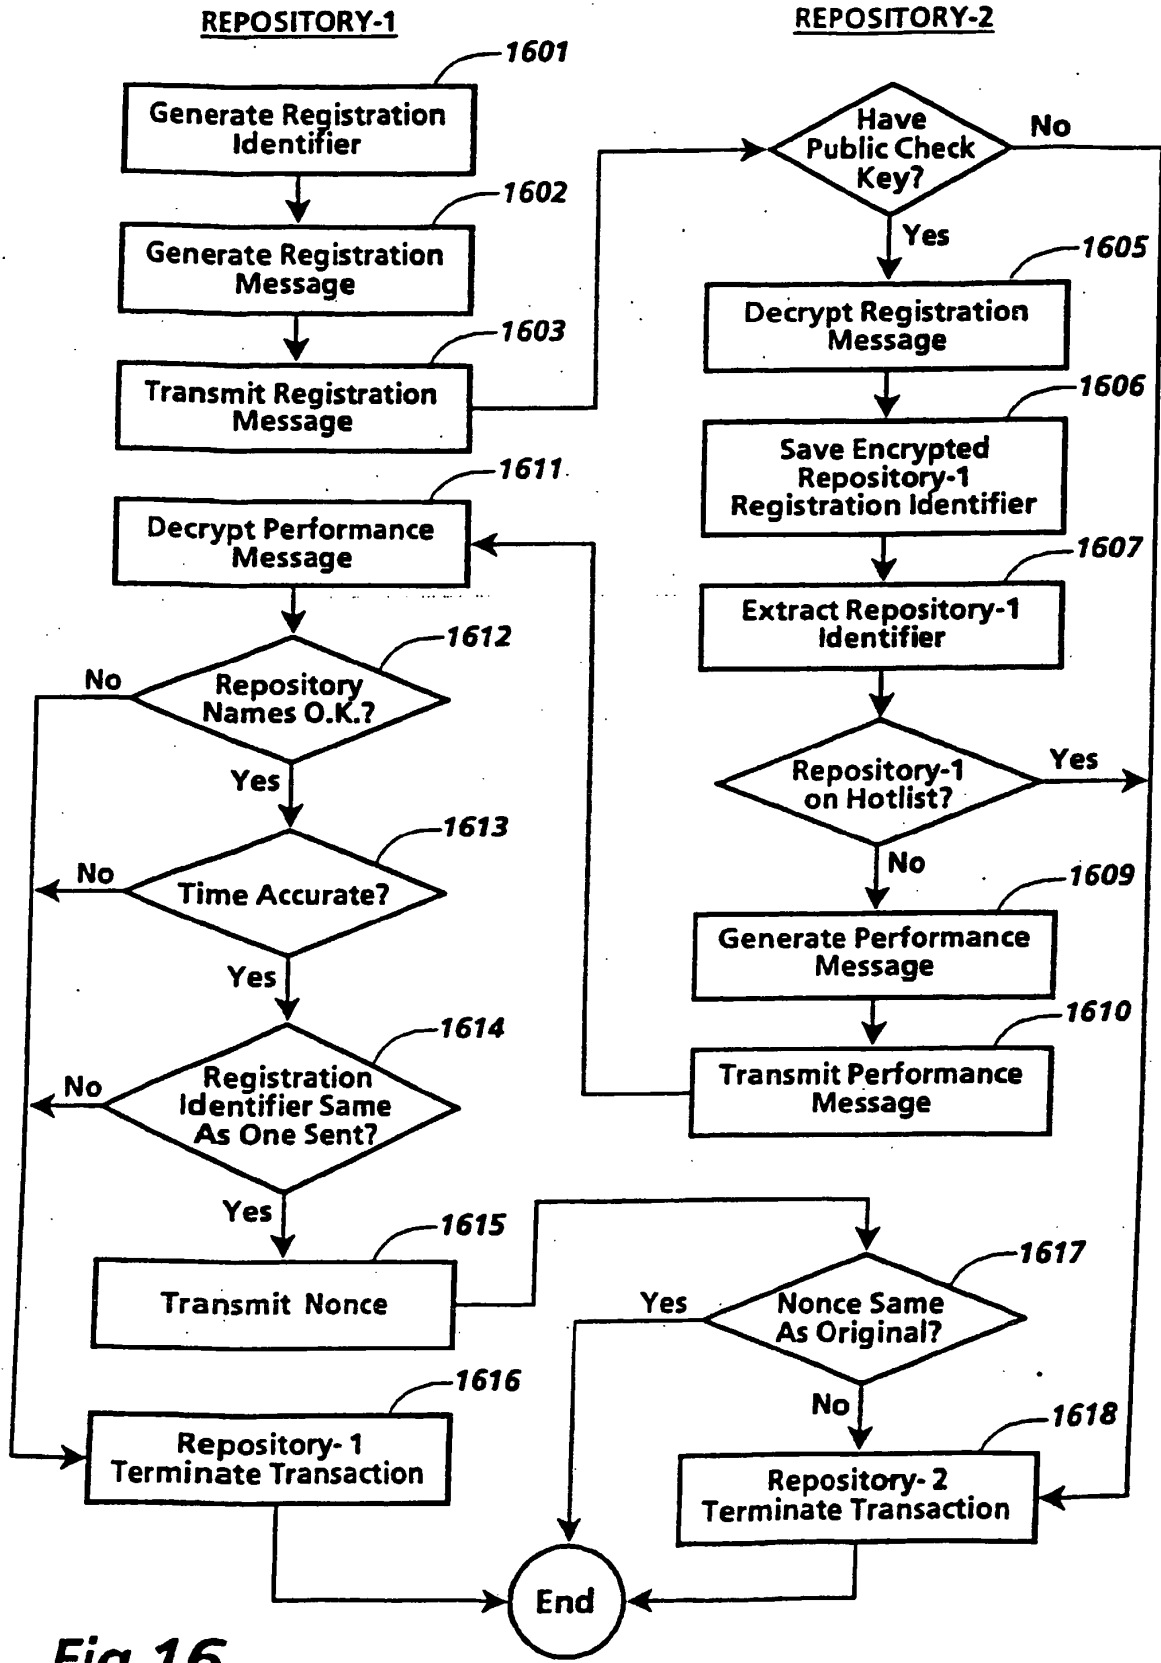 REPOSITORY-1
1601
Generate Registration
Identifier
1602
Generate Registration
Message
1603
Transmit Registration
Message
1611
Decrypt Performance
Message
1612
No
Repository
Names O.K.?
Yes
1613
No
Time Accurate?
Yes
1614
No
Registration
Identifier Same
As One Sent?
Yes
1615
Transmit Nonce
1616
Repository- 1
Terminate Transaction
REPOSITORY-2
Have
Public Check
Key?
No
Yes
1605
Decrypt Registration
Message
1606
Save Encrypted
Repository-1
Registration Identifier
1607
Extract Repository-1
Identifier
Repository-1
on Hotlist?
Yes
No
1609
Generate Performance
Message
1610
Transmit Performance
Message
1617
Yes
Nonce Same
As Original?
No
1618
Repository- 2
Terminate Transaction
End
Fig.16